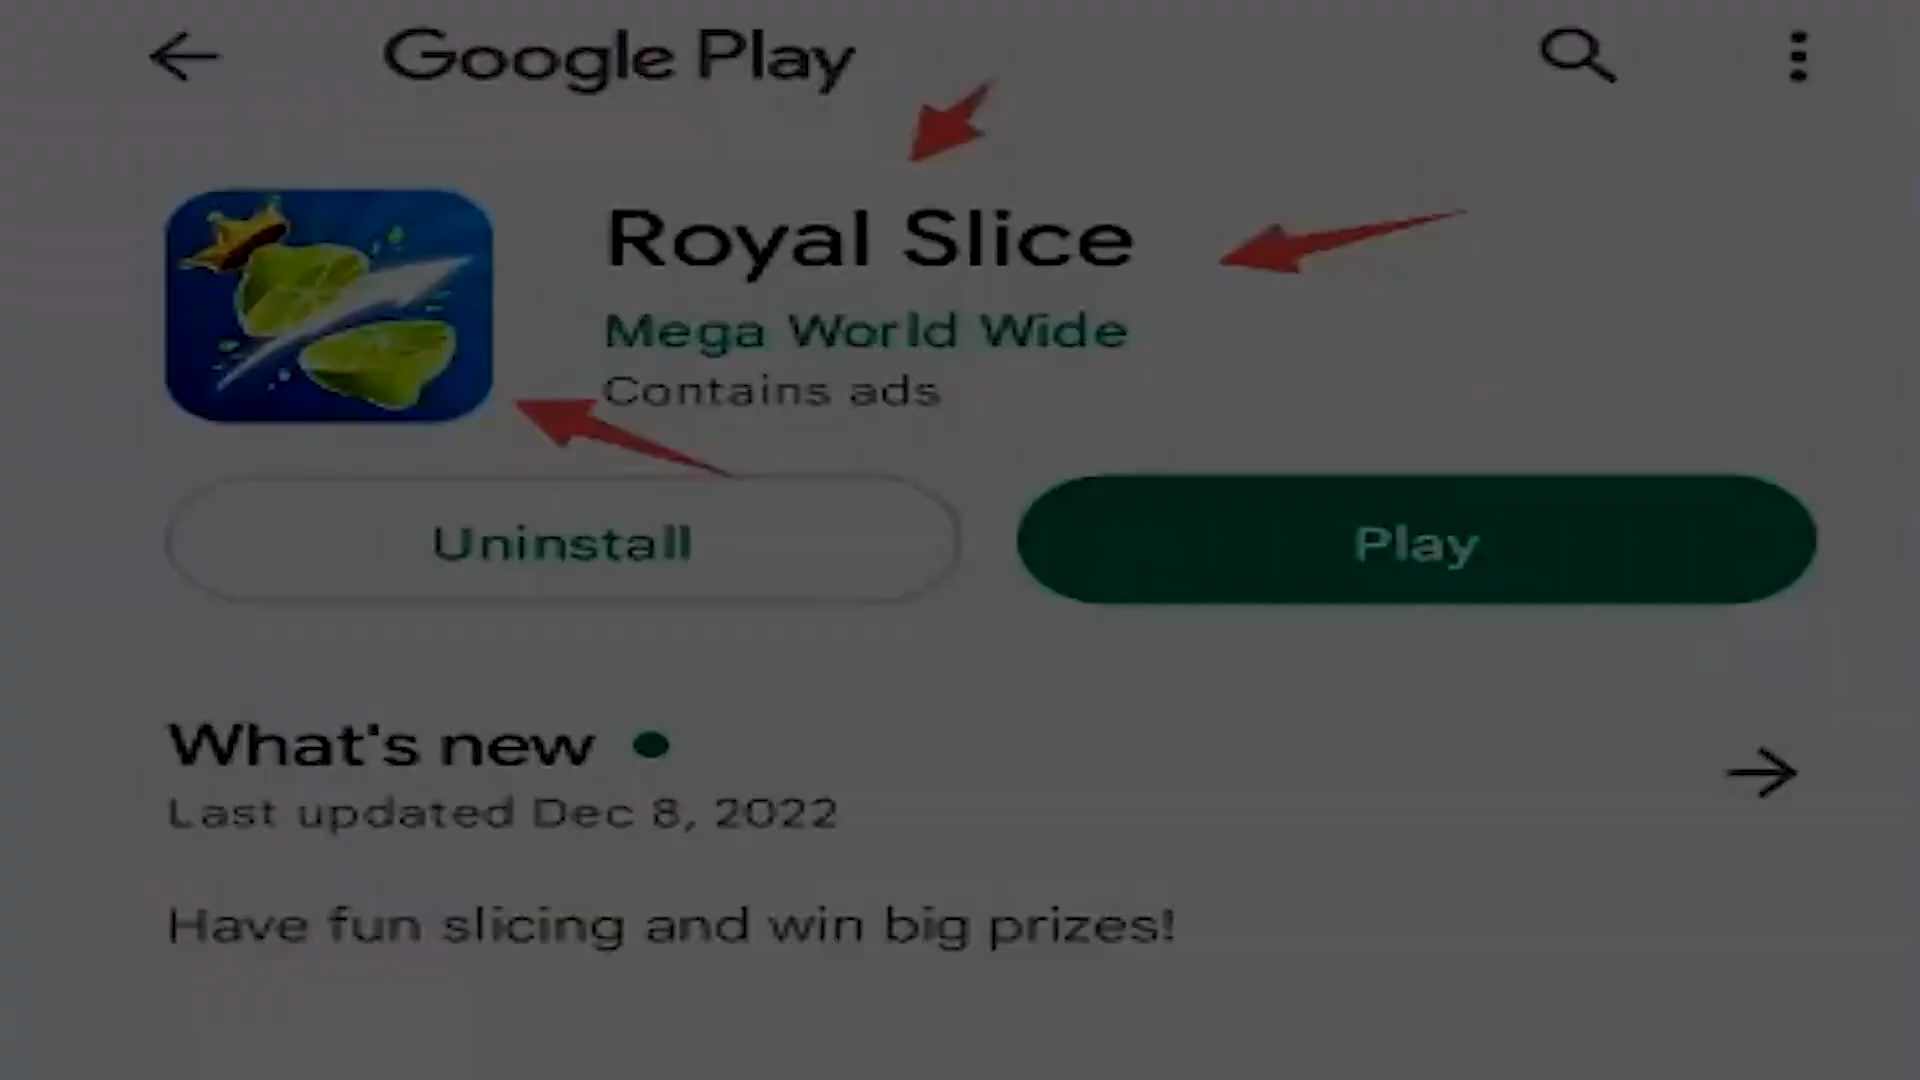 Google Play
Royal Slice
Mega World Wide
Contains ads
Uninstall
Play
What's new
Last updated Dec 8, 2022
Have fun slicing and win big prizes!